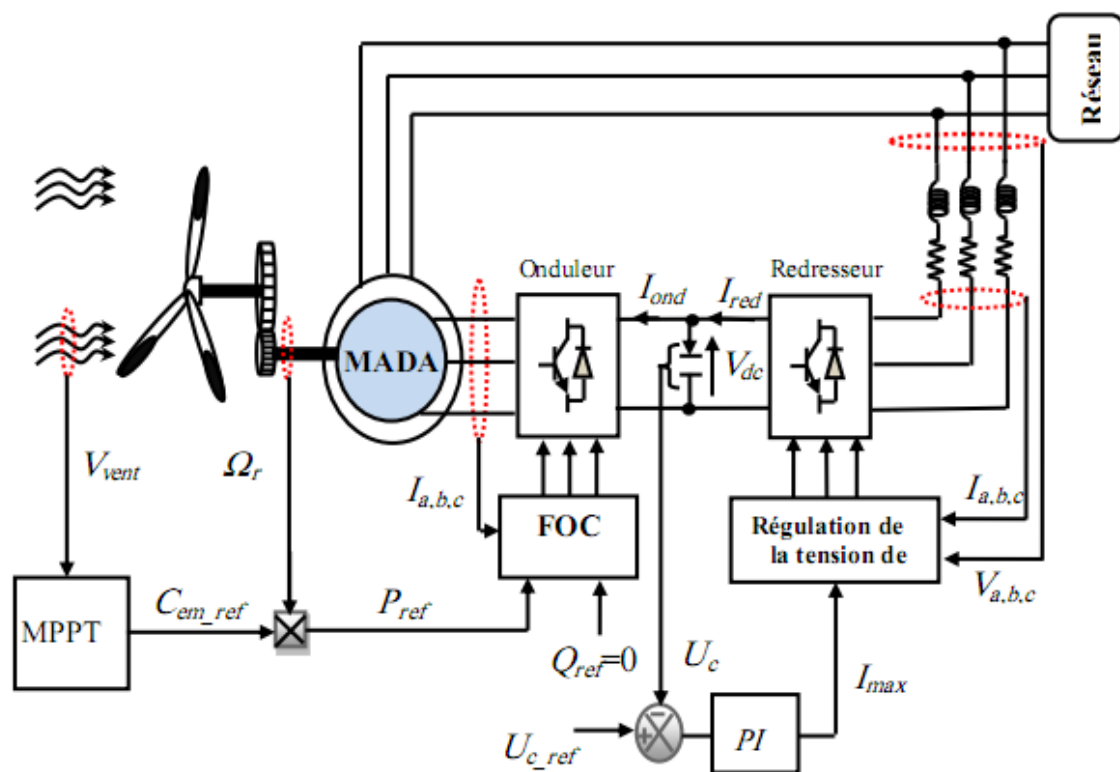 Réseau
Onduleur
Redresseur
I_ond
I_red
MADA
V_dc
V_vent
Ω_r
I_a,b,c
FOC
Régulation de
la tension de
I_a,b,c
V_a,b,c
MPPT
C_em_ref
P_ref
Q_ref=0
U_c
I_max
U_c_ref
+
−
PI